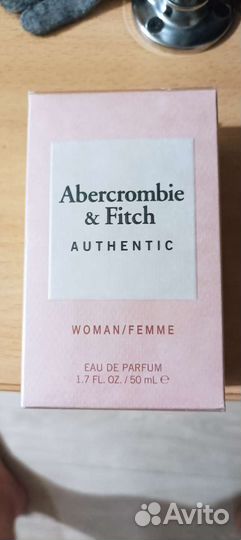 Abercrombie
& Fitch
AUTHENTIC
WOMAN/FEMME
EAU DE PARFUM
1.7 FL. OZ. / 50 mL ℮
Avito